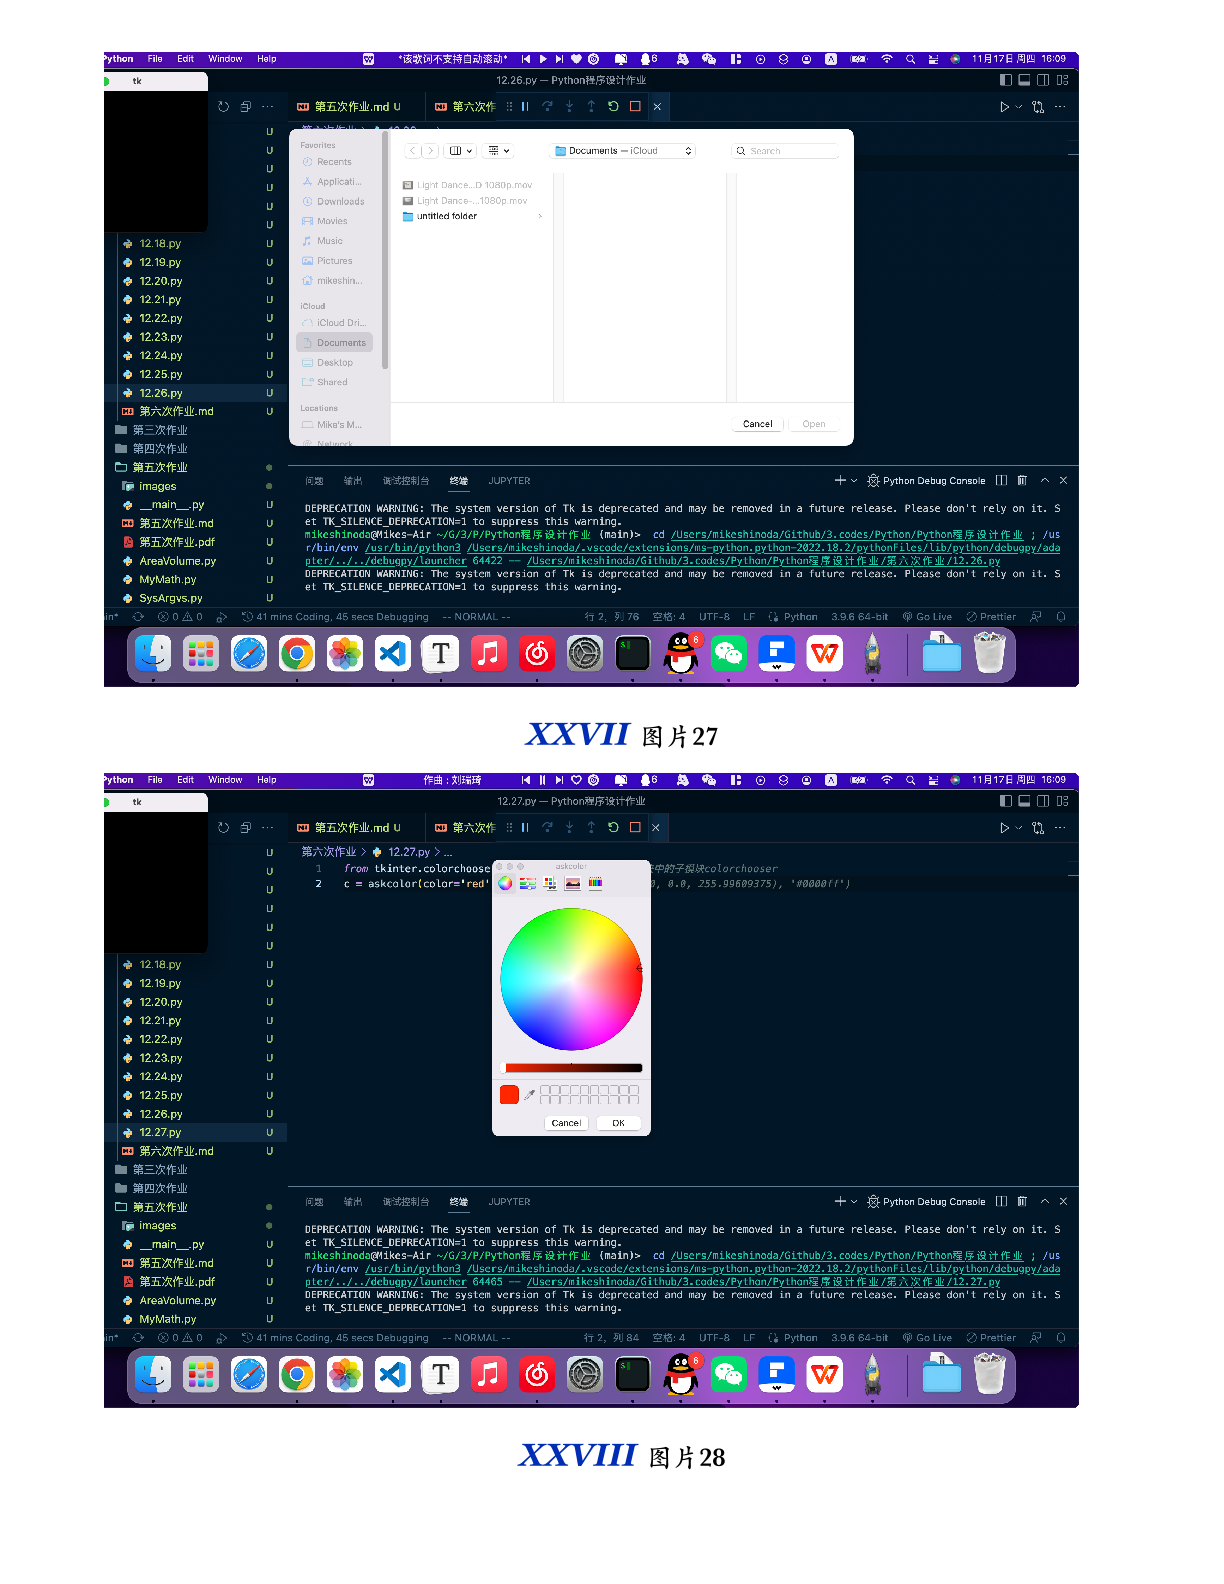 Python File Edit Window Help *该歌词不支持自动滚动* 6 A 11月17日 周四 16:09
tk 12.26.py — Python程序设计作业
第五次作业.md U 第六次作
U
Favorites
Recents
Applicati...
Downloads
Movies
Music
Pictures
mikeshin...
iCloud
iCloud Dri...
Documents
Desktop
Shared
Locations
Mike's M...
Network
Documents — iCloud
Search
Light Dance...D 1080p.mov
Light Dance-...1080p.mov
untitled folder
Cancel Open
U
U
U
U
U
12.18.py U
12.19.py U
12.20.py U
12.21.py U
12.22.py U
12.23.py U
12.24.py U
12.25.py U
12.26.py U
第六次作业.md U
第三次作业
第四次作业
第五次作业
images
__main__.py U
第五次作业.md U
第五次作业.pdf U
AreaVolume.py U
MyMath.py U
SysArgvs.py U
问题 输出 调试控制台 终端 JUPYTER Python Debug Console
DEPRECATION WARNING: The system version of Tk is deprecated and may be removed in a future release. Please don't rely on it. S
et TK_SILENCE_DEPRECATION=1 to suppress this warning.
mikeshinoda@Mikes-Air ~/G/3/P/Python程序设计作业 (main)> cd /Users/mikeshinoda/Github/3.codes/Python/Python程序设计作业 ; /us
r/bin/env /usr/bin/python3 /Users/mikeshinoda/.vscode/extensions/ms-python.python-2022.18.2/pythonFiles/lib/python/debugpy/ada
pter/../../debugpy/launcher 64422 -- /Users/mikeshinoda/Github/3.codes/Python/Python程序设计作业/第六次作业/12.26.py
DEPRECATION WARNING: The system version of Tk is deprecated and may be removed in a future release. Please don't rely on it. S
et TK_SILENCE_DEPRECATION=1 to suppress this warning.
in* 0 0 41 mins Coding, 45 secs Debugging -- NORMAL -- 行 2, 列 76 空格: 4 UTF-8 LF Python 3.9.6 64-bit Go Live Prettier
6
XXVII 图片27
Python File Edit Window Help 作曲 : 刘瑞琦 6 A 11月17日 周四 16:09
tk 12.27.py — Python程序设计作业
第五次作业.md U 第六次作
第六次作业 > 12.27.py > ...
1 from tkinter.colorchoose 中的子模块colorchooser
2 c = askcolor(color='red' 0, 0.0, 255.99609375), '#0000ff')
askcolor
Cancel OK
U
U
U
U
U
U
12.18.py U
12.19.py U
12.20.py U
12.21.py U
12.22.py U
12.23.py U
12.24.py U
12.25.py U
12.26.py U
12.27.py U
第六次作业.md U
第三次作业
第四次作业
第五次作业
images
__main__.py U
第五次作业.md U
第五次作业.pdf U
AreaVolume.py U
MyMath.py U
问题 输出 调试控制台 终端 JUPYTER Python Debug Console
DEPRECATION WARNING: The system version of Tk is deprecated and may be removed in a future release. Please don't rely on it. S
et TK_SILENCE_DEPRECATION=1 to suppress this warning.
mikeshinoda@Mikes-Air ~/G/3/P/Python程序设计作业 (main)> cd /Users/mikeshinoda/Github/3.codes/Python/Python程序设计作业 ; /us
r/bin/env /usr/bin/python3 /Users/mikeshinoda/.vscode/extensions/ms-python.python-2022.18.2/pythonFiles/lib/python/debugpy/ada
pter/../../debugpy/launcher 64465 -- /Users/mikeshinoda/Github/3.codes/Python/Python程序设计作业/第六次作业/12.27.py
DEPRECATION WARNING: The system version of Tk is deprecated and may be removed in a future release. Please don't rely on it. S
et TK_SILENCE_DEPRECATION=1 to suppress this warning.
in* 0 0 41 mins Coding, 45 secs Debugging -- NORMAL -- 行 2, 列 84 空格: 4 UTF-8 LF Python 3.9.6 64-bit Go Live Prettier
6
XXVIII 图片28